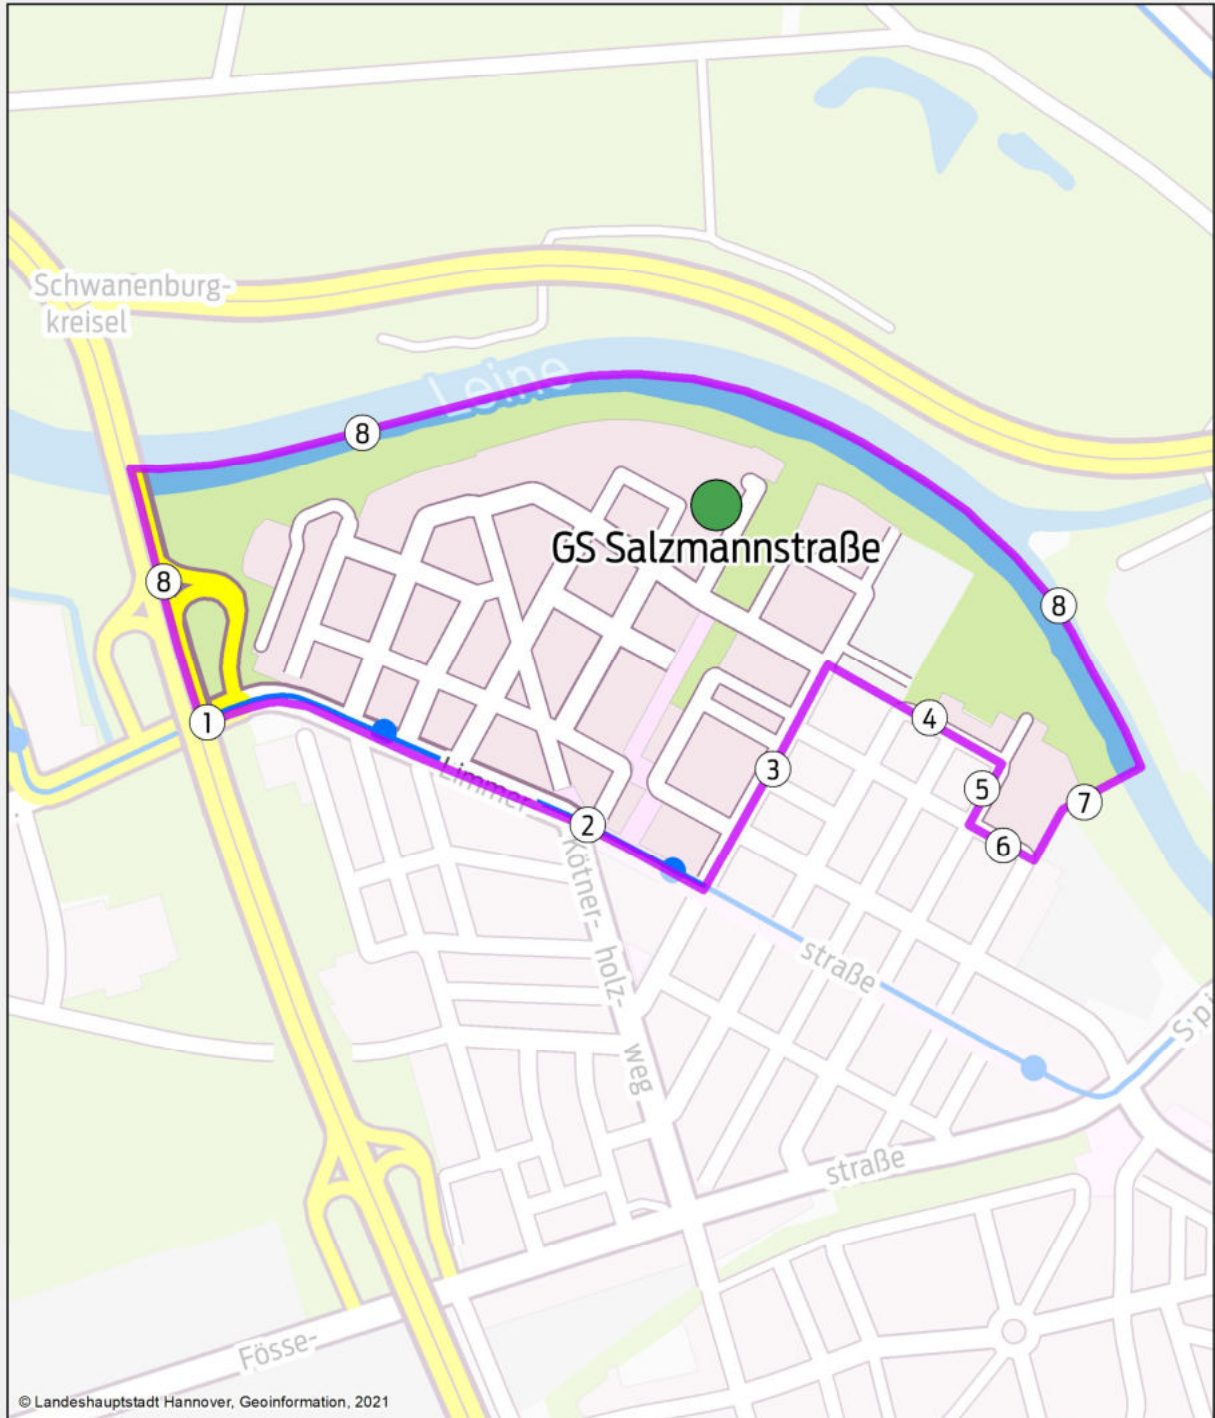 Schwanenburg-
kreisel
Leine
8
GS Salzmannstraße
8
8
1
4
3
5
7
2
6
Limmer-
Kötner-
holz-
weg
straße
Spi
straße
Fösse-
© Landeshauptstadt Hannover, Geoinformation, 2021